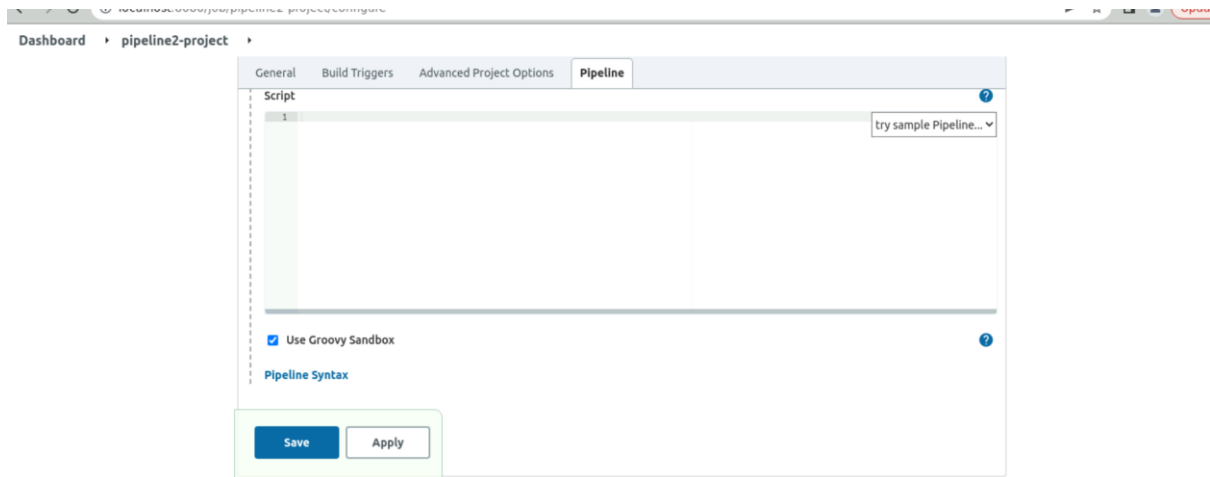 Dashboard pipeline2-project
General Build Triggers Advanced Project Options Pipeline
Script
1
try sample Pipeline...
Use Groovy Sandbox
Pipeline Syntax
Save Apply